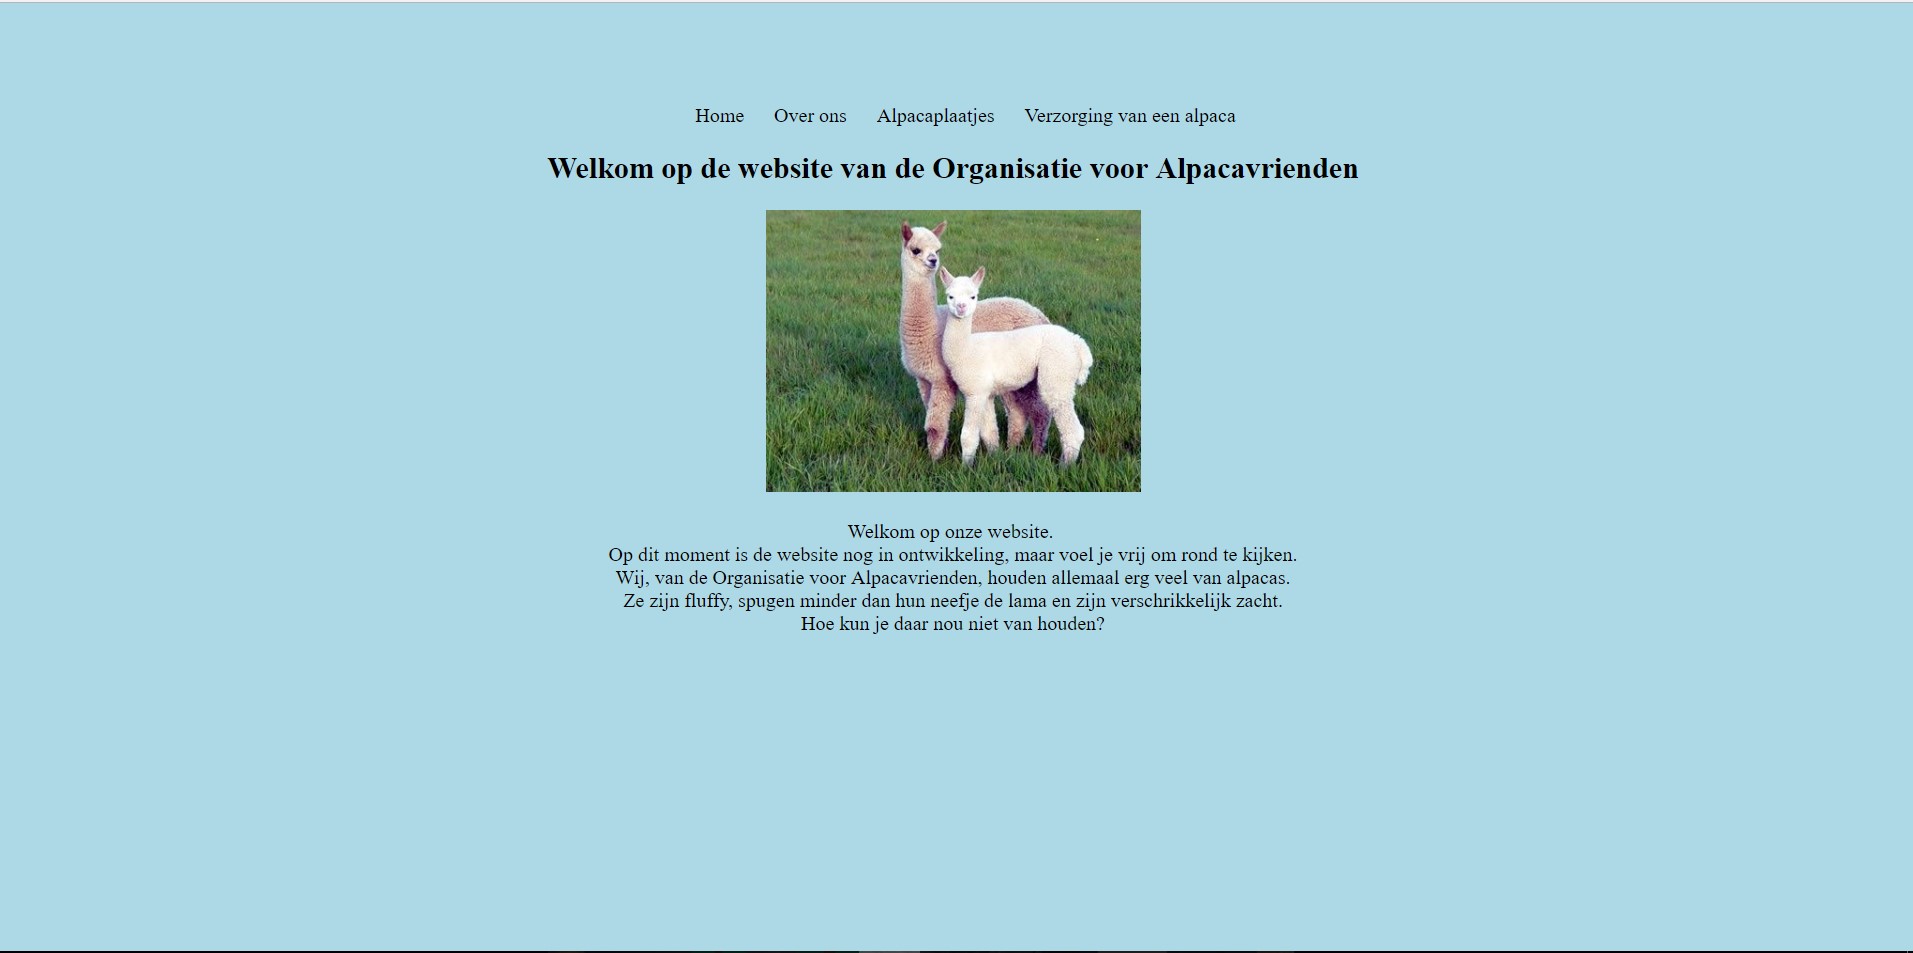 Home Over ons Alpacaplaatjes Verzorging van een alpaca
Welkom op de website van de Organisatie voor Alpacavrienden
Welkom op onze website.
Op dit moment is de website nog in ontwikkeling, maar voel je vrij om rond te kijken.
Wij, van de Organisatie voor Alpacavrienden, houden allemaal erg veel van alpacas.
Ze zijn fluffy, spugen minder dan hun neefje de lama en zijn verschrikkelijk zacht.
Hoe kun je daar nou niet van houden?